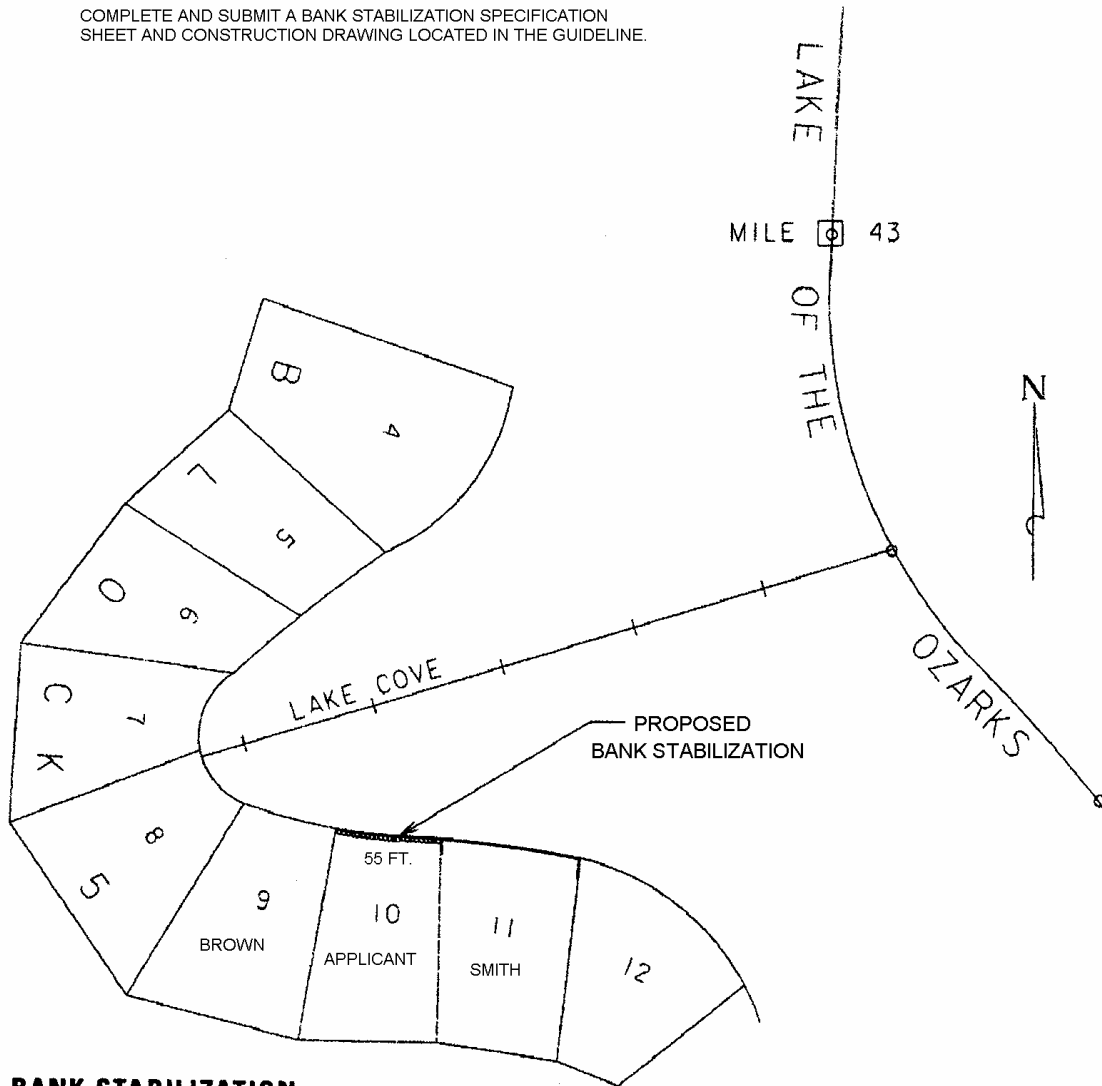 COMPLETE AND SUBMIT A BANK STABILIZATION SPECIFICATION
SHEET AND CONSTRUCTION DRAWING LOCATED IN THE GUIDELINE.
LAKE OF THE OZARKS
MILE 43
N
BLOCK 5
4
5
6
7
8
LAKE COVE
PROPOSED
BANK STABILIZATION
55 FT.
9
BROWN
10
APPLICANT
11
SMITH
12
BANK STABILIZATION